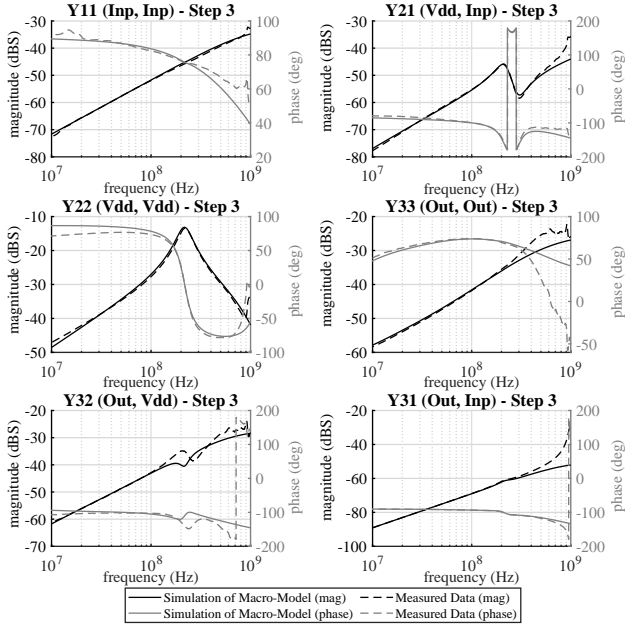 Y11 (Inp, Inp) - Step 3
Y21 (Vdd, Inp) - Step 3
magnitude (dBS)
-30
-40
-50
-60
-70
-80
100
80
60
40
20
phase (deg)
10^7
10^8
10^9
frequency (Hz)
magnitude (dBS)
-30
-40
-50
-60
-70
-80
200
100
0
-100
-200
phase (deg)
10^7
10^8
10^9
frequency (Hz)
Y22 (Vdd, Vdd) - Step 3
Y33 (Out, Out) - Step 3
magnitude (dBS)
-10
-20
-30
-40
-50
100
50
0
-50
-100
phase (deg)
10^7
10^8
10^9
frequency (Hz)
magnitude (dBS)
-20
-30
-40
-50
-60
100
50
0
-50
phase (deg)
10^7
10^8
10^9
frequency (Hz)
Y32 (Out, Vdd) - Step 3
Y31 (Out, Inp) - Step 3
magnitude (dBS)
-20
-30
-40
-50
-60
-70
200
100
0
-100
-200
phase (deg)
10^7
10^8
10^9
frequency (Hz)
magnitude (dBS)
-20
-40
-60
-80
-100
200
100
0
-100
-200
phase (deg)
10^7
10^8
10^9
frequency (Hz)
Simulation of Macro-Model (mag)
Measured Data (mag)
Simulation of Macro-Model (phase)
Measured Data (phase)